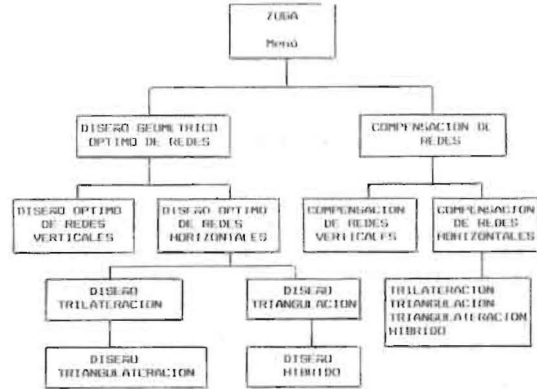 ZUGA
Menú
DISEÑO GEOMETRICO
OPTIMO DE REDES
COMPENSACION DE
REDES
DISEÑO OPTIMO
DE REDES
VERTICALES
DISEÑO OPTIMO
DE REDES
HORIZONTALES
COMPENSACION
DE REDES
VERTICALES
COMPENSACION
DE REDES
HORIZONTALES
DISEÑO
TRILATERACION
DISEÑO
TRIANGULACION
TRILATERACION
TRIANGULACION
TRIANGULATERACION
HIBRIDO
DISEÑO
TRIANGULATERACION
DISEÑO
HIBRIDO